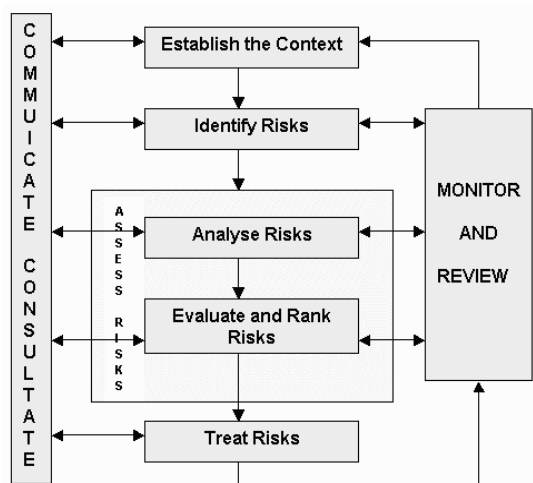 COMMUICATE CONSULTATE
Establish the Context
Identify Risks
ASSESS RISKS
Analyse Risks
Evaluate and Rank
Risks
Treat Risks
MONITOR
AND
REVIEW